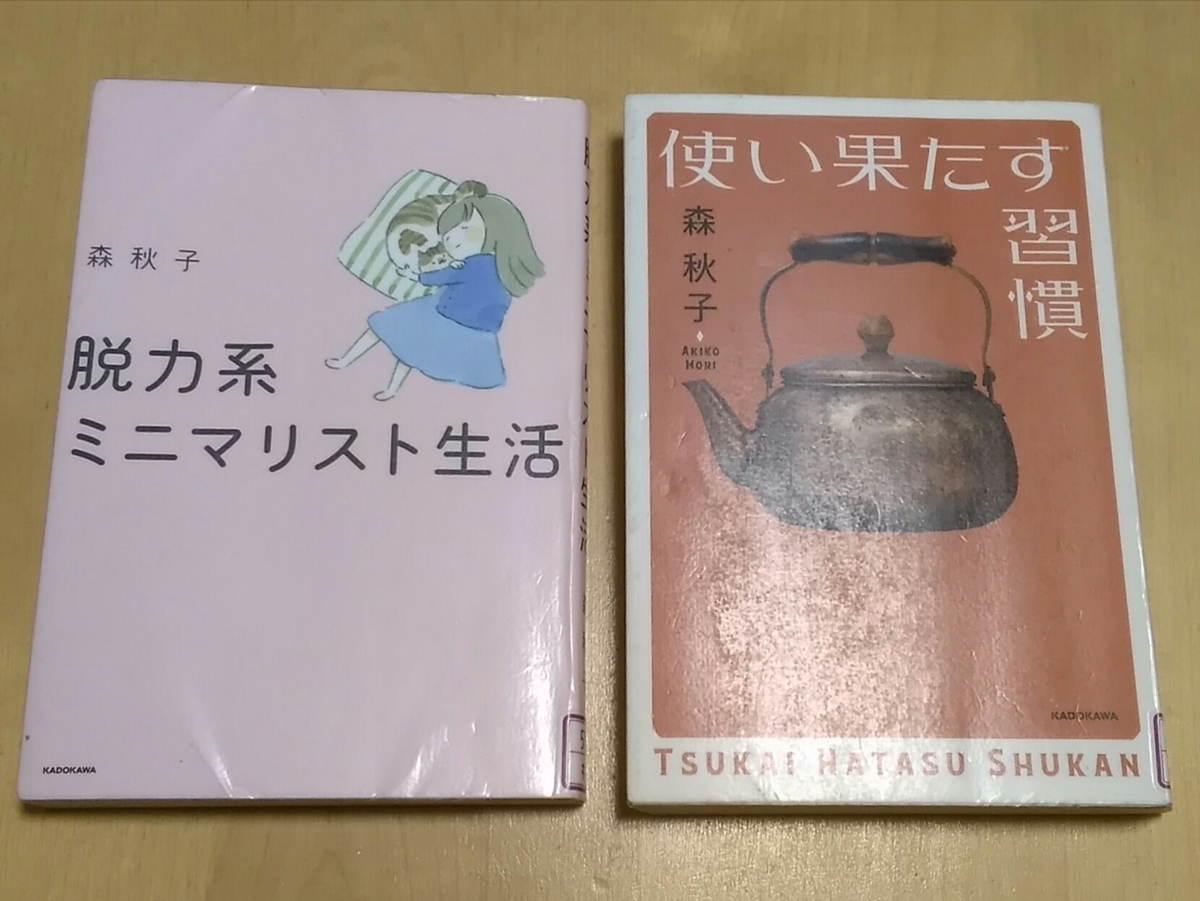 森秋子
脱力系
ミニマリスト生活
KADOKAWA
使い果たす
習慣
森秋子
AKIKO
MORI
KADOKAWA
TSUKAI HATASU SHUKAN